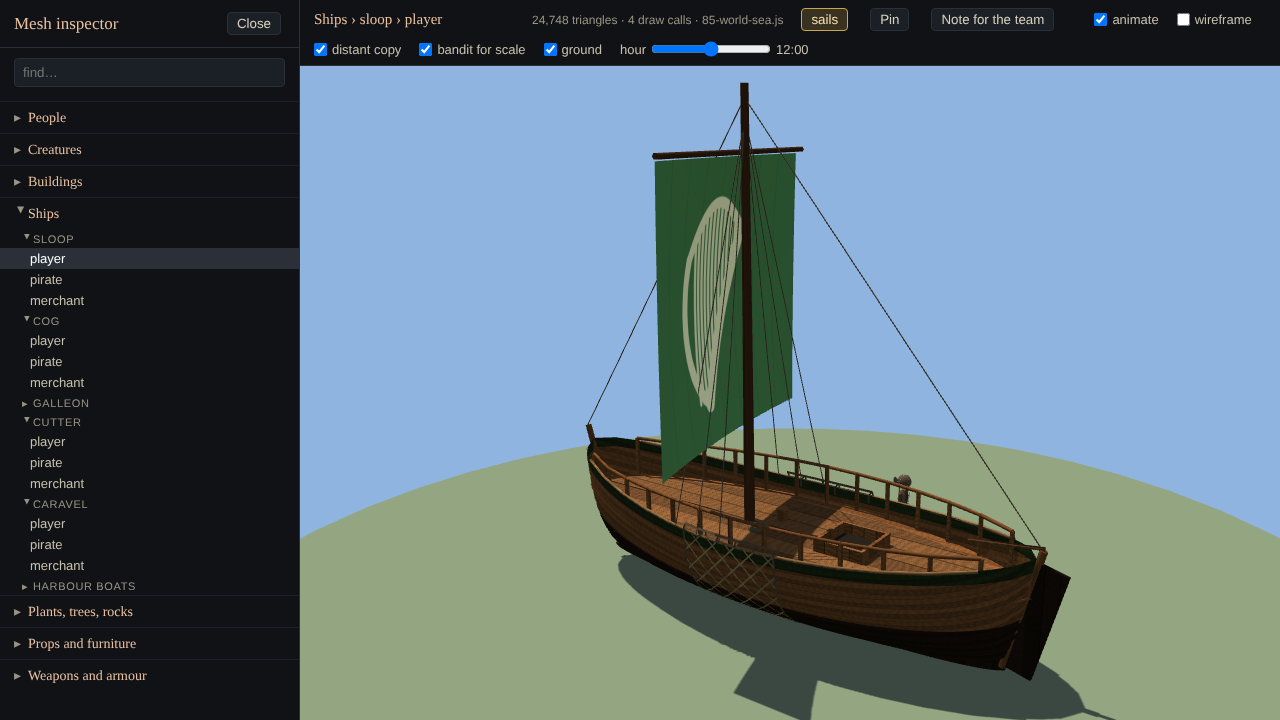 Mesh inspector
Close
find…
People
Creatures
Buildings
Ships
SLOOP
player
pirate
merchant
COG
player
pirate
merchant
GALLEON
CUTTER
player
pirate
merchant
CARAVEL
player
pirate
merchant
HARBOUR BOATS
Plants, trees, rocks
Props and furniture
Weapons and armour
Ships › sloop › player
24,748 triangles · 4 draw calls · 85-world-sea.js
sails
Pin
Note for the team
animate
wireframe
distant copy
bandit for scale
ground
hour
12:00